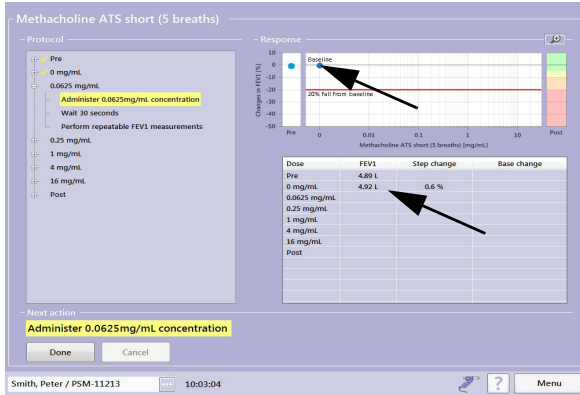 Methacholine ATS short (5 breaths)
Protocol
Pre
0 mg/mL
0.0625 mg/mL
Administer 0.0625mg/mL concentration
Wait 30 seconds
Perform repeatable FEV1 measurements
0.25 mg/mL
1 mg/mL
4 mg/mL
16 mg/mL
Post
Response
Changes in FEV1 [%]
10
0
-10
-20
-30
-40
-50
Baseline
20% fall from baseline
Pre 0 0.01 0.1 1 10 Post
Methacholine ATS short (5 breaths) [mg/mL]
Dose FEV1 Step change Base change
Pre 4.89 L
0 mg/mL 4.92 L 0.6 %
0.0625 mg/mL
0.25 mg/mL
1 mg/mL
4 mg/mL
16 mg/mL
Post
Next action
Administer 0.0625mg/mL concentration
Done Cancel
Smith, Peter / PSM-11213 ... 10:03:04 ? Menu